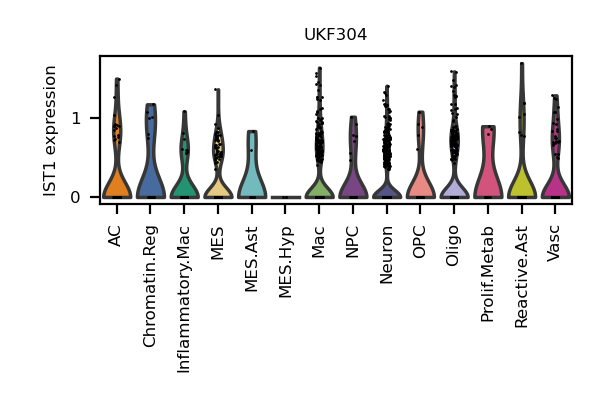 UKF304
IST1 expression
1
0
AC
Chromatin.Reg
Inflammatory.Mac
MES
MES.Ast
MES.Hyp
Mac
NPC
Neuron
OPC
Oligo
Prolif.Metab
Reactive.Ast
Vasc